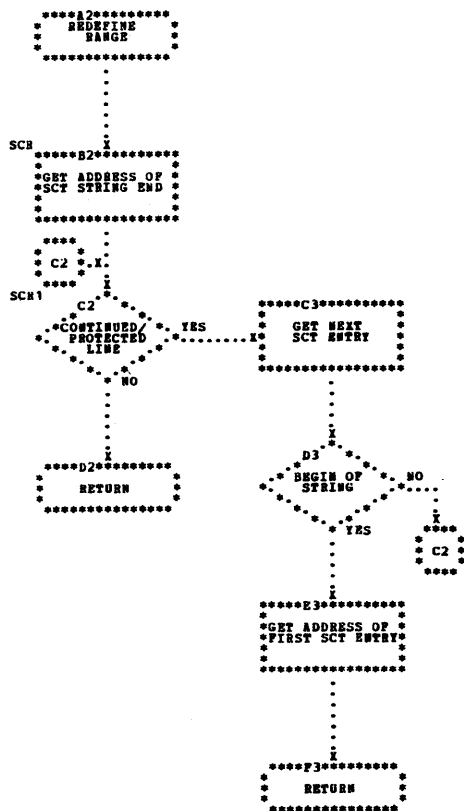 A2
REDEFINE
RANGE
SCH
B2
GET ADDRESS OF
SCT STRING END
C2
SCH1
C2
CONTINUED/
PROTECTED
LINE
YES
NO
C3
GET NEXT
SCT ENTRY
D2
RETURN
D3
BEGIN OF
STRING
NO
YES
C2
E3
GET ADDRESS OF
FIRST SCT ENTRY
F3
RETURN